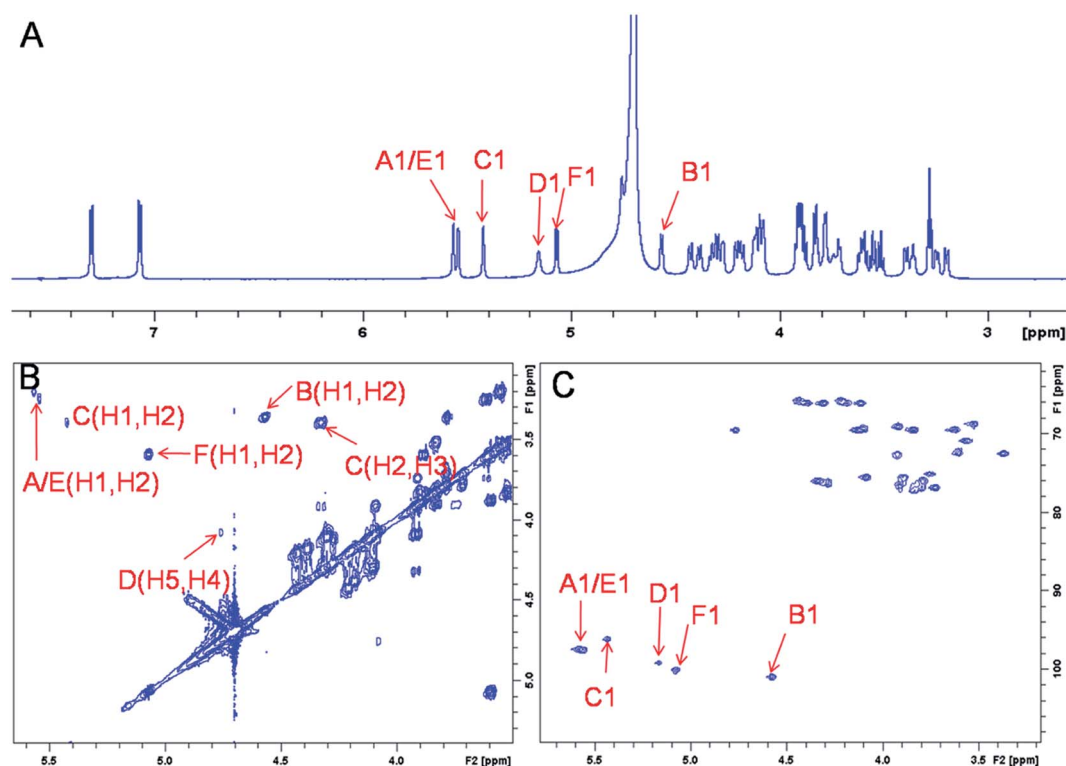 A
A1/E1
C1
D1
F1
B1
7
6
5
4
3
[ppm]
B
B(H1,H2)
C(H1,H2)
F(H1,H2)
C(H2,H3)
A/E(H1,H2)
D(H5,H4)
F1 [ppm]
3.5
4.0
4.5
5.0
5.5
5.0
4.5
4.0
F2 [ppm]
C
A1/E1
D1
F1
B1
C1
F1 [ppm]
70
80
90
100
5.5
5.0
4.5
4.0
3.5
F2 [ppm]